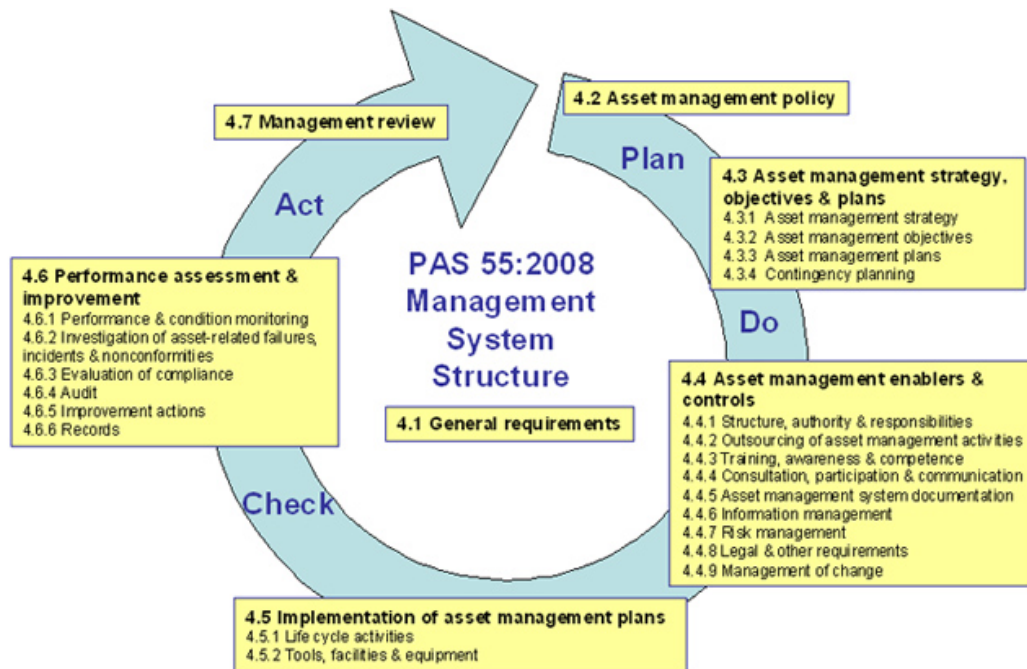 4.2 Asset management policy
4.7 Management review
Plan
4.3 Asset management strategy,
objectives & plans
4.3.1 Asset management strategy
4.3.2 Asset management objectives
4.3.3 Asset management plans
4.3.4 Contingency planning
Act
PAS 55:2008
Management
System
Structure
4.1 General requirements
4.6 Performance assessment &
improvement
4.6.1 Performance & condition monitoring
4.6.2 Investigation of asset-related failures,
incidents & nonconformities
4.6.3 Evaluation of compliance
4.6.4 Audit
4.6.5 Improvement actions
4.6.6 Records
Do
4.4 Asset management enablers &
controls
4.4.1 Structure, authority & responsibilities
4.4.2 Outsourcing of asset management activities
4.4.3 Training, awareness & competence
4.4.4 Consultation, participation & communication
4.4.5 Asset management system documentation
4.4.6 Information management
4.4.7 Risk management
4.4.8 Legal & other requirements
4.4.9 Management of change
Check
4.5 Implementation of asset management plans
4.5.1 Life cycle activities
4.5.2 Tools, facilities & equipment